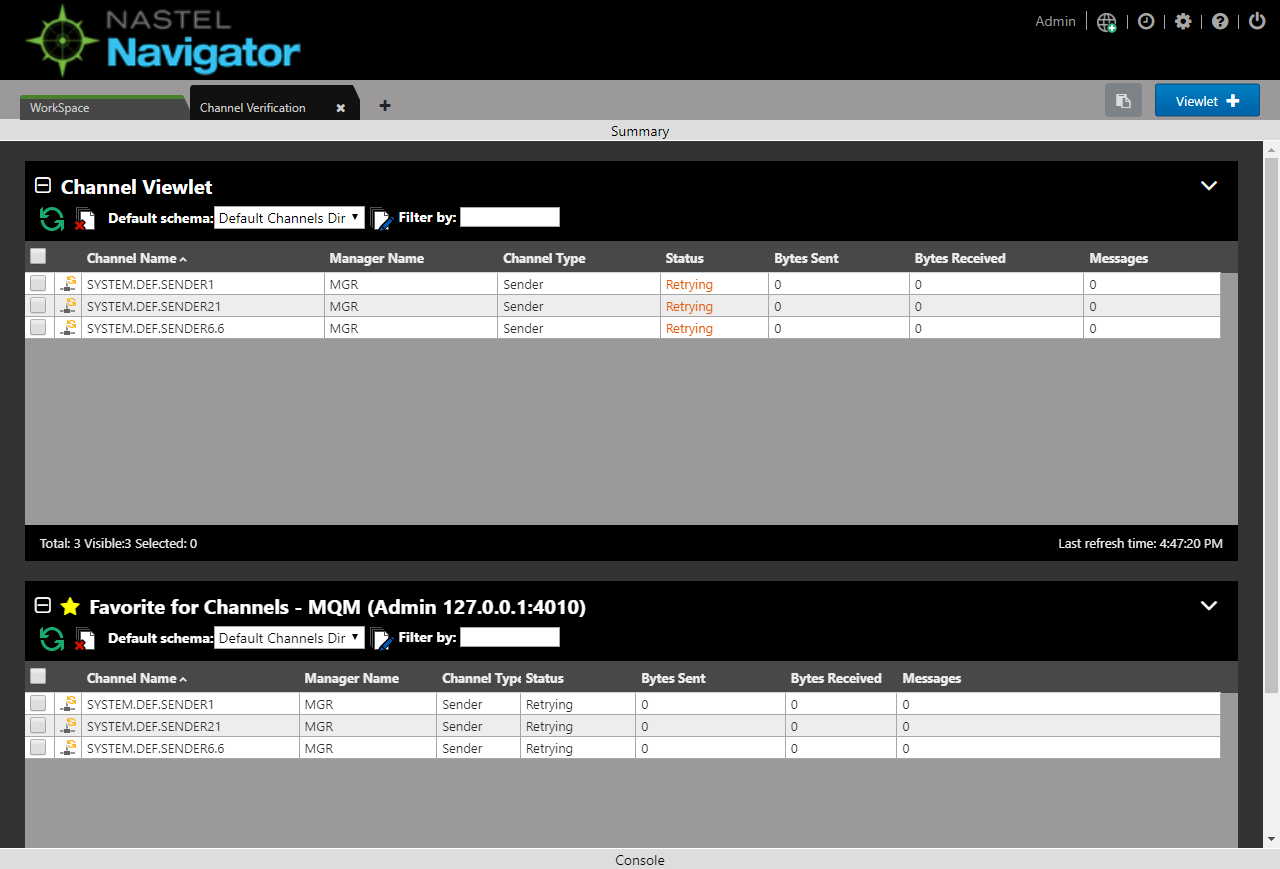 NASTEL
Navigator
Admin
WorkSpace
Channel Verification
Viewlet
Summary
Channel Viewlet
Default schema: Default Channels Dir Filter by:
Channel Name Manager Name Channel Type Status Bytes Sent Bytes Received Messages
SYSTEM.DEF.SENDER1 MGR Sender Retrying 0 0 0
SYSTEM.DEF.SENDER21 MGR Sender Retrying 0 0 0
SYSTEM.DEF.SENDER6.6 MGR Sender Retrying 0 0 0
Total: 3 Visible:3 Selected: 0 Last refresh time: 4:47:20 PM
Favorite for Channels - MQM (Admin 127.0.0.1:4010)
Default schema: Default Channels Dir Filter by:
Channel Name Manager Name Channel Type Status Bytes Sent Bytes Received Messages
SYSTEM.DEF.SENDER1 MGR Sender Retrying 0 0 0
SYSTEM.DEF.SENDER21 MGR Sender Retrying 0 0 0
SYSTEM.DEF.SENDER6.6 MGR Sender Retrying 0 0 0
Console